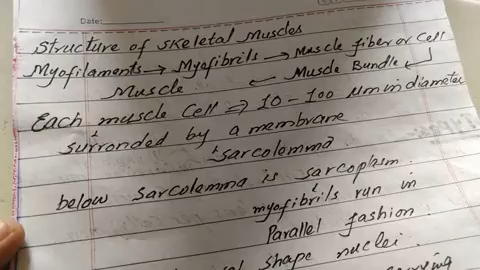 Date:
Structure of Skeletal Muscles
Myofilaments → Myofibrils → Muscle fiber or Cell
Muscle ← Muscle Bundle ←
Each muscle Cell ⇒ 10 - 100 μm in diameter
surronded by a membrane
sarcolemma
below sarcolemma is sarcoplsm.
myofibrils run in
Parallel fashion.
shape nuclei.